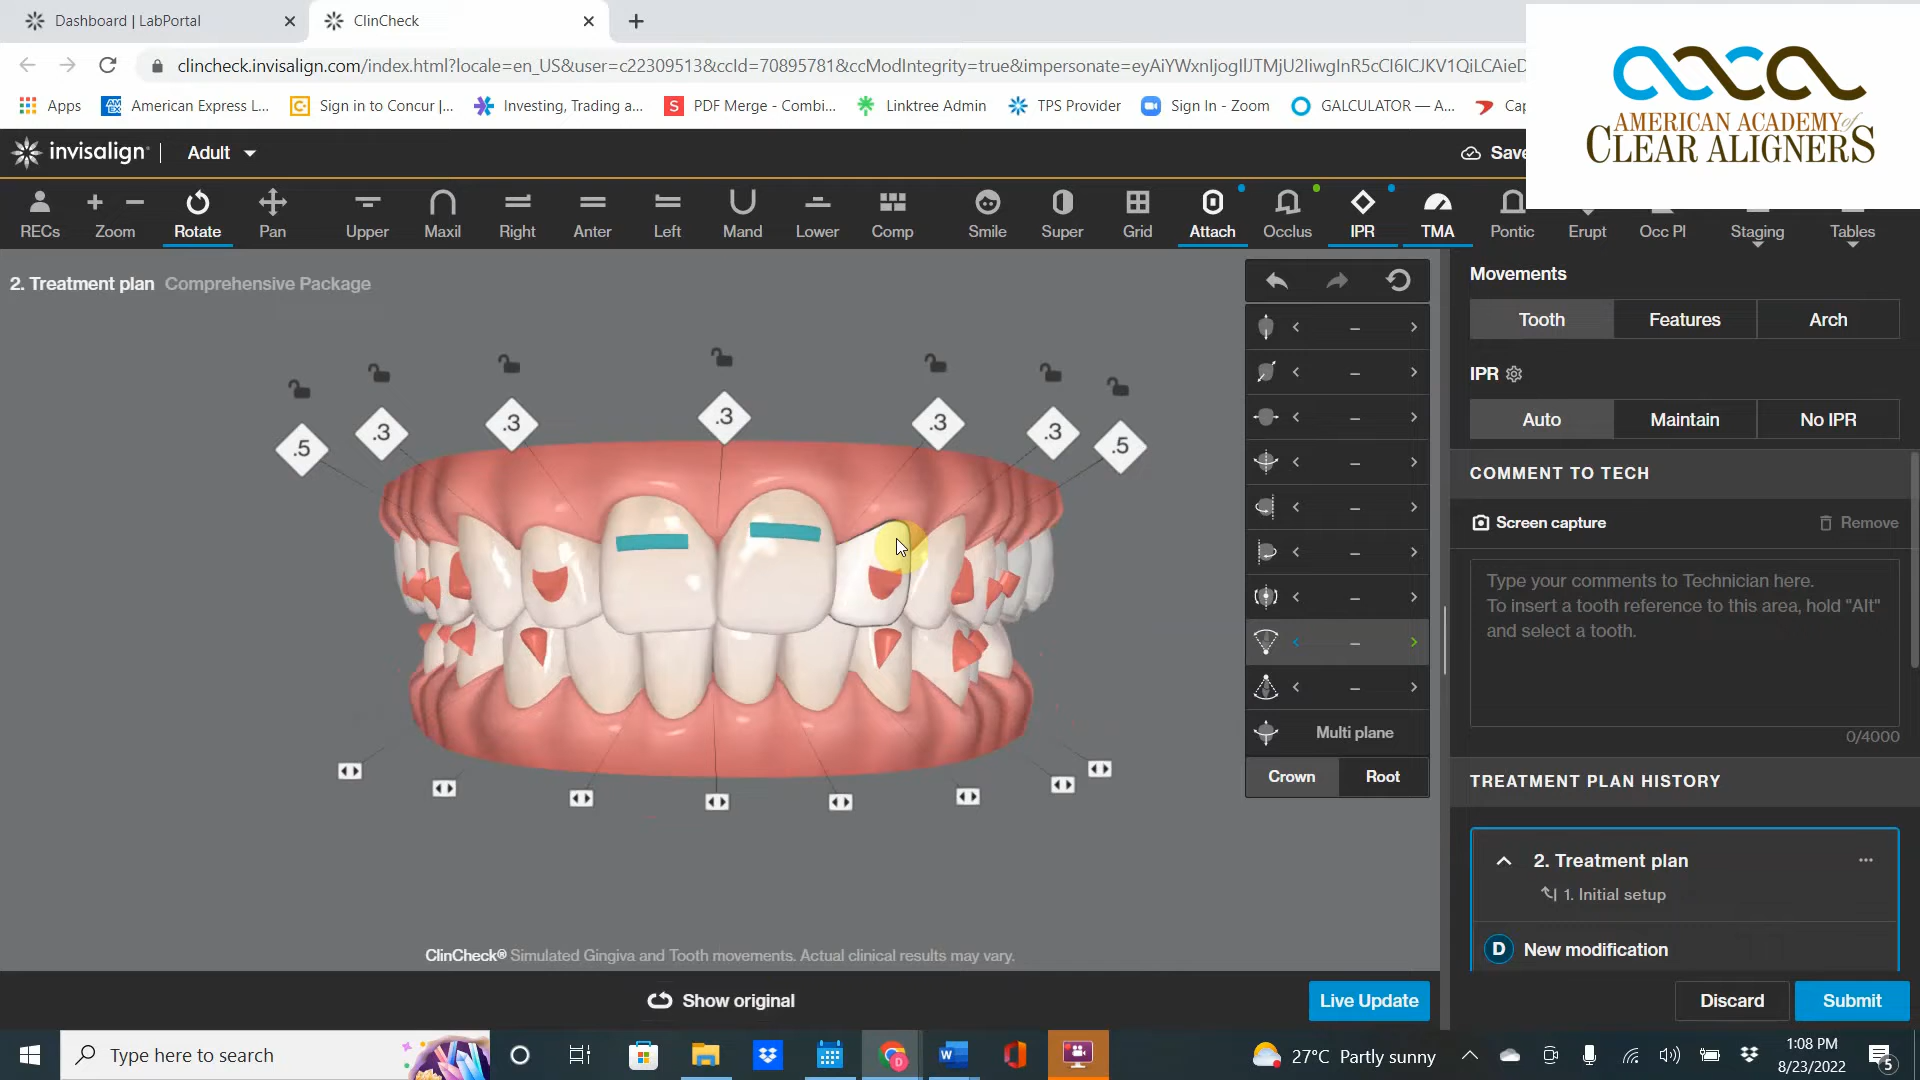 Dashboard | LabPortal
ClinCheck
clincheck.invisalign.com/index.html?locale=en_US&user=c22309513&ccId=70895781&ccModIntegrity=true&impersonate=eyAiYWxnIjogIlJTMjU2IiwgInR5cCI6ICJKV1QiLCAieD
Apps
American Express L...
Sign in to Concur |...
Investing, Trading a...
PDF Merge - Combi...
Linktree Admin
TPS Provider
Sign In - Zoom
GALCULATOR — A...
Cap
AMERICAN ACADEMY of
CLEAR ALIGNERS
invisalign
Adult
Save
RECs
Zoom
Rotate
Pan
Upper
Maxil
Right
Anter
Left
Mand
Lower
Comp
Smile
Super
Grid
Attach
Occlus
IPR
TMA
Pontic
Erupt
Occ Pl
Staging
Tables
2. Treatment plan Comprehensive Package
.5
.3
.3
.3
.3
.3
.5
Multi plane
Crown
Root
Movements
Tooth
Features
Arch
IPR
Auto
Maintain
No IPR
COMMENT TO TECH
Screen capture
Remove
Type your comments to Technician here.
To insert a tooth reference to this area, hold "Alt"
and select a tooth.
0/4000
TREATMENT PLAN HISTORY
2. Treatment plan
1. Initial setup
D New modification
ClinCheck® Simulated Gingiva and Tooth movements. Actual clinical results may vary.
Show original
Live Update
Discard
Submit
Type here to search
27°C Partly sunny
1:08 PM
8/23/2022
5